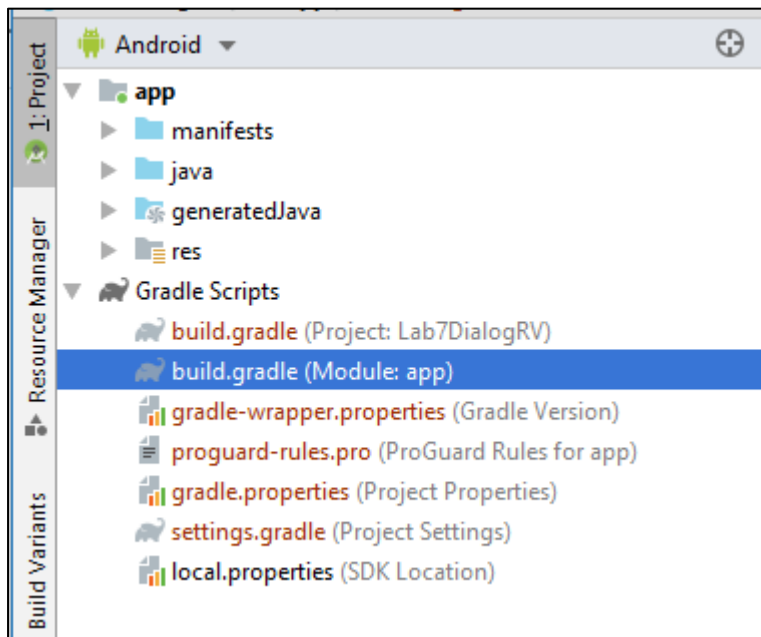 Android
app
manifests
java
generatedJava
res
Gradle Scripts
build.gradle (Project: Lab7DialogRV)
build.gradle (Module: app)
gradle-wrapper.properties (Gradle Version)
proguard-rules.pro (ProGuard Rules for app)
gradle.properties (Project Properties)
settings.gradle (Project Settings)
local.properties (SDK Location)
1: Project
Resource Manager
Build Variants